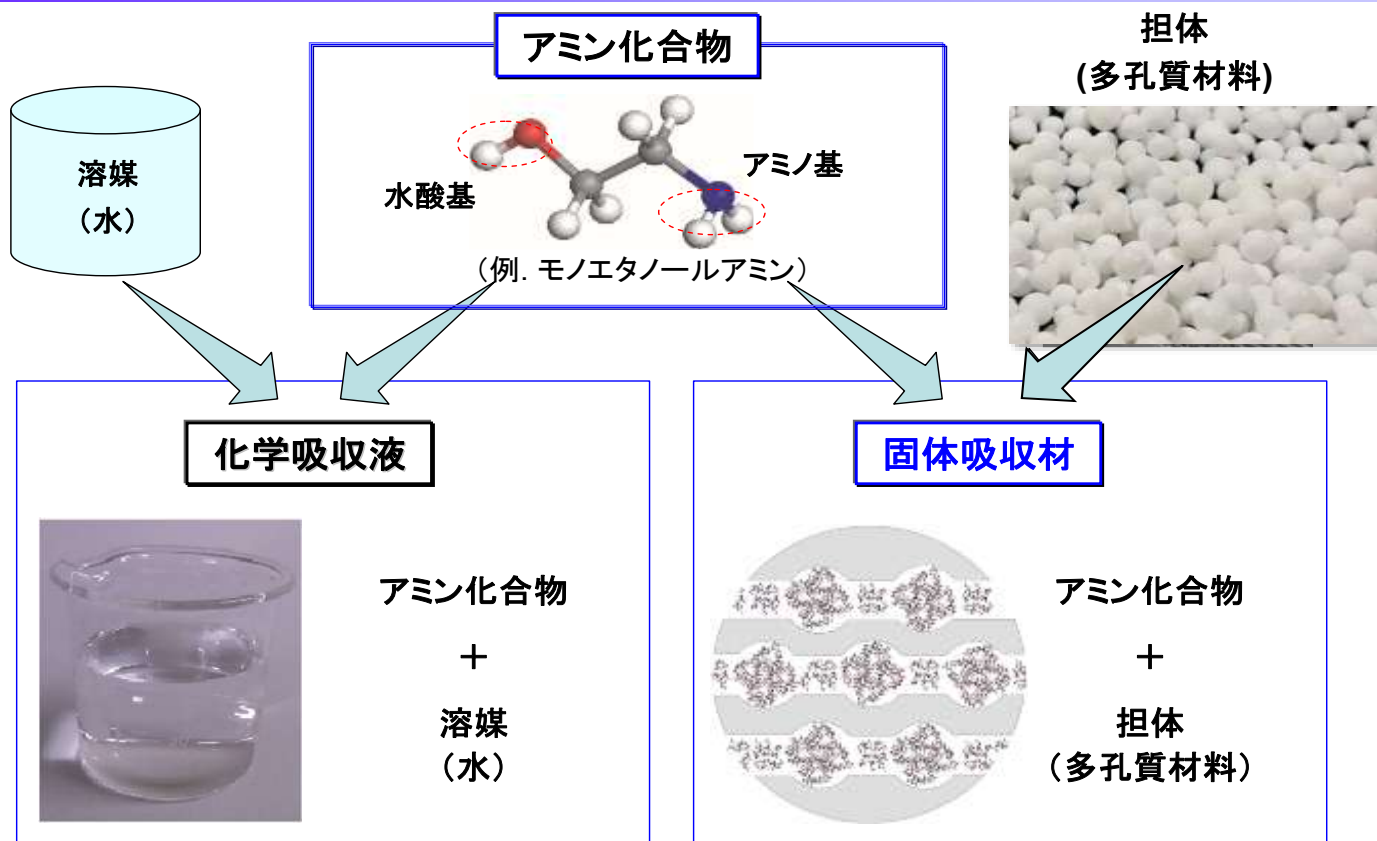 アミン化合物
担体
(多孔質材料)
溶媒
（水）
水酸基
アミノ基
（例. モノエタノールアミン）
化学吸収液
固体吸収材
アミン化合物
＋
溶媒
（水）
アミン化合物
＋
担体
（多孔質材料）